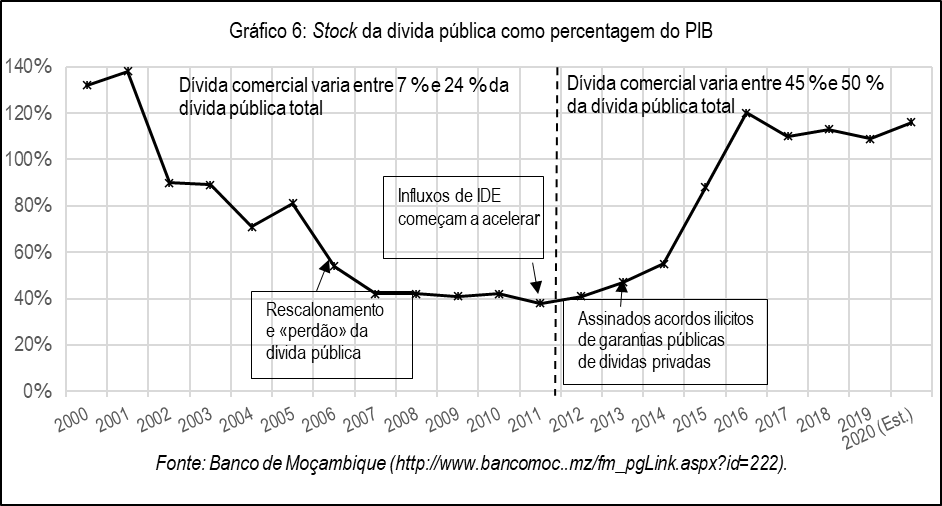 Gráfico 6: Stock da dívida pública como percentagem do PIB
140%
120%
100%
80%
60%
40%
20%
0%
Dívida comercial varia entre 7 % e 24 % da
dívida pública total
Dívida comercial varia entre 45 % e 50 %
da dívida pública total
Influxos de IDE
começam a acelerar
Rescalonamento
e «perdão» da
dívida pública
Assinados acordos ilícitos
de garantias públicas
de dívidas privadas
2000
2001
2002
2003
2004
2005
2006
2007
2008
2009
2010
2011
2012
2013
2014
2015
2016
2017
2018
2019
2020 (Est.)
Fonte: Banco de Moçambique (http://www.bancomoc..mz/fm_pgLink.aspx?id=222).